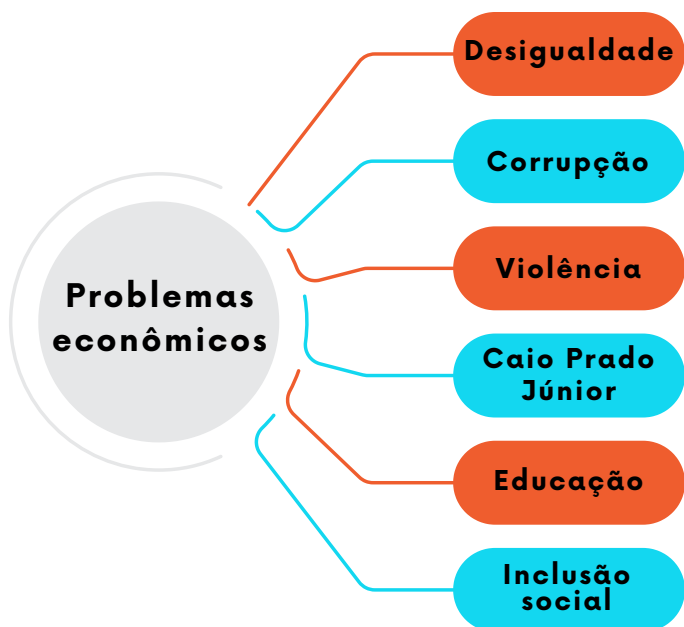 Problemas
econômicos
Desigualdade
Corrupção
Violência
Caio Prado
Júnior
Educação
Inclusão
social